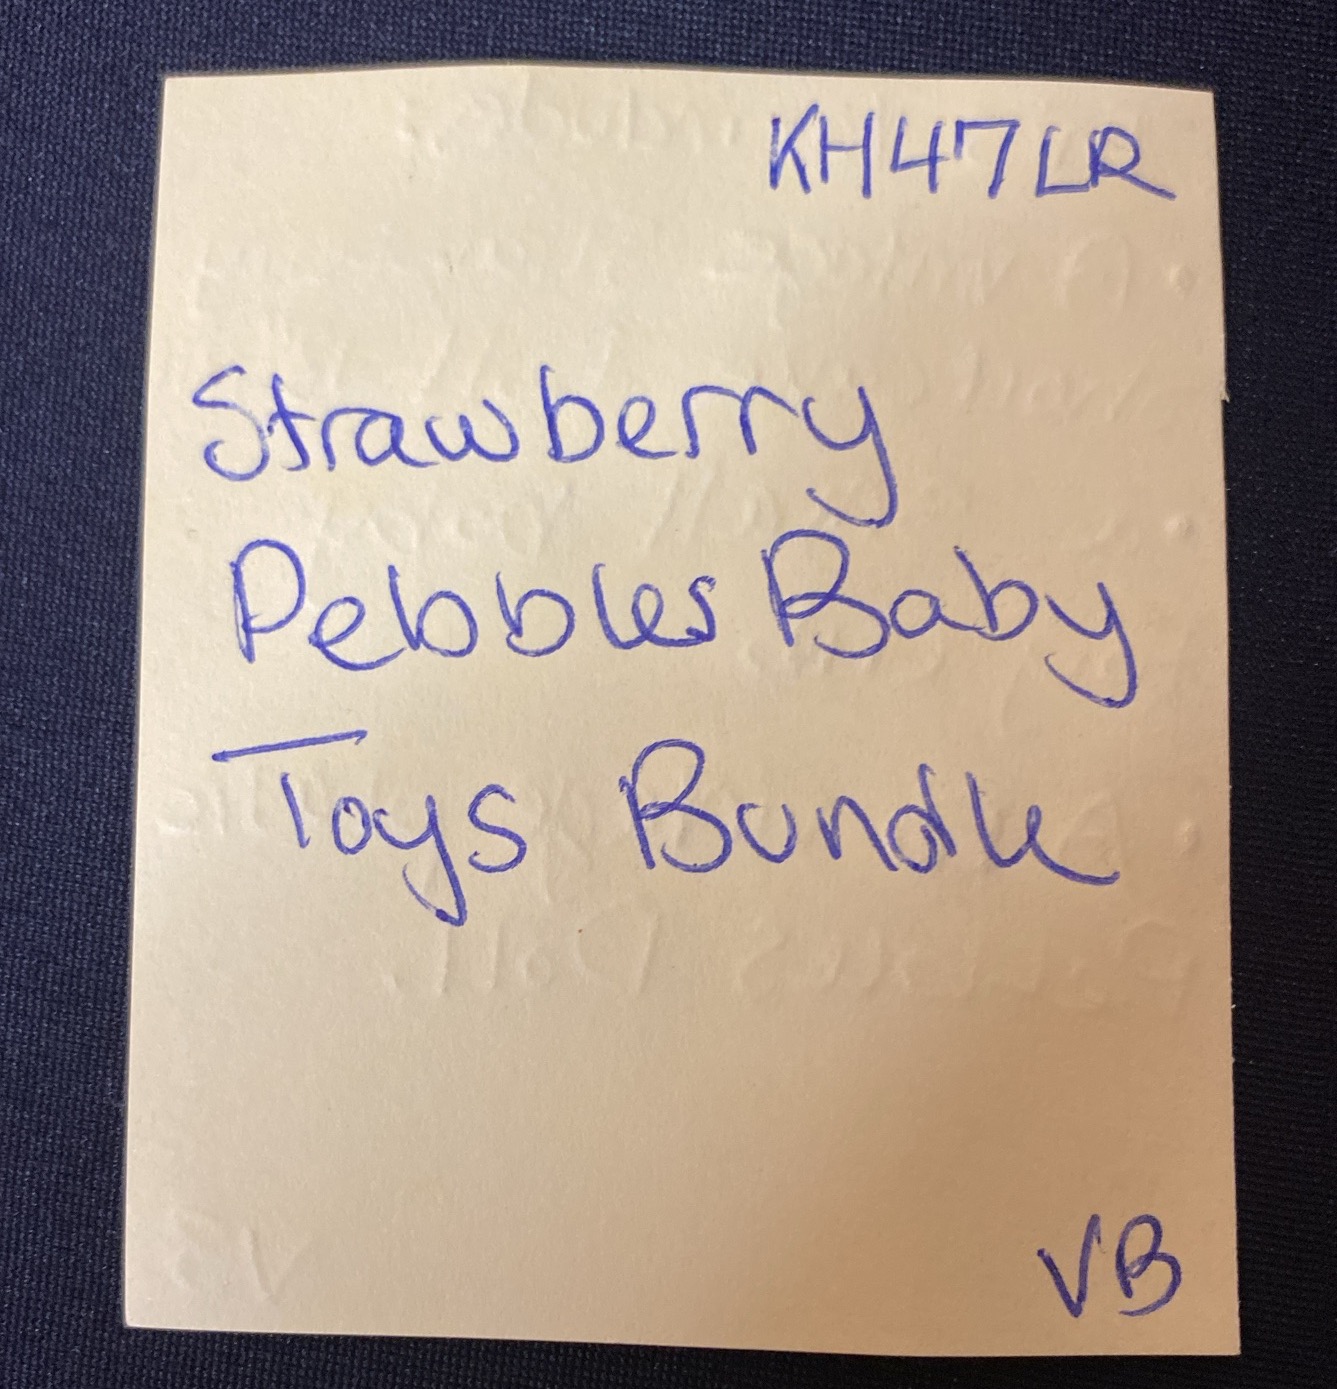 KH47LR
Strawberry
Pebbles Baby
Toys Bundle
VB